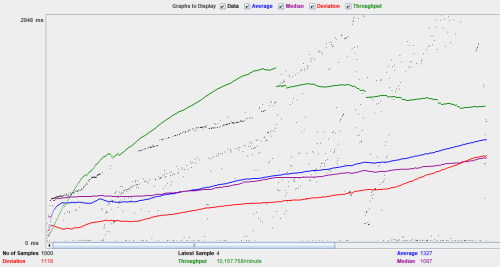 Graphs to Display Data Average Median Deviation Throughput
2948 ms
0 ms
No of Samples 1000 Latest Sample 4 Average 1327
Deviation 1118 Throughput 10,167.768/minute Median 1087